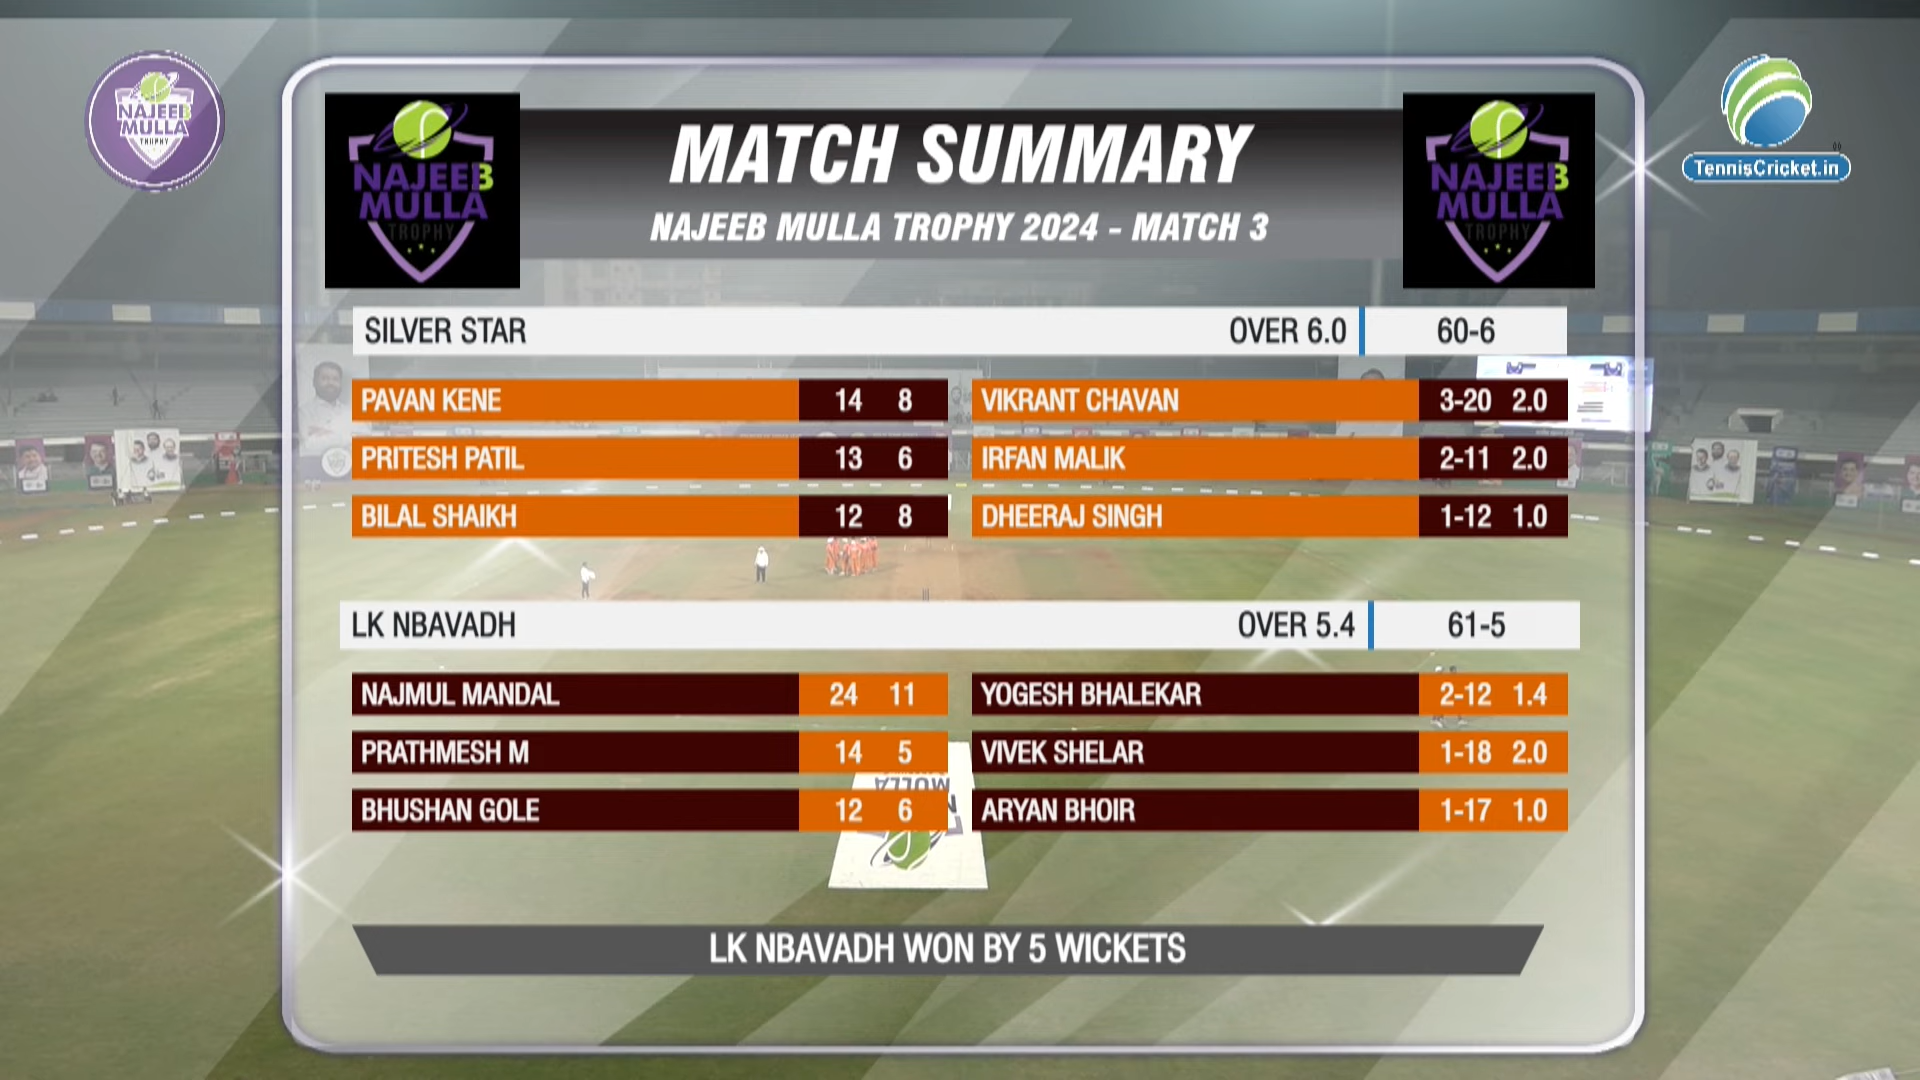 NAJEEB
MULLA
TROPHY
NAJEEB
MULLA
TROPHY
MATCH SUMMARY
NAJEEB MULLA TROPHY 2024 - MATCH 3
NAJEEB
MULLA
TROPHY
TennisCricket.in
SILVER STAR OVER 6.0 60-6
PAVAN KENE 14 8 VIKRANT CHAVAN 3-20 2.0
PRITESH PATIL 13 6 IRFAN MALIK 2-11 2.0
BILAL SHAIKH 12 8 DHEERAJ SINGH 1-12 1.0
LK NBAVADH OVER 5.4 61-5
NAJMUL MANDAL 24 11 YOGESH BHALEKAR 2-12 1.4
PRATHMESH M 14 5 VIVEK SHELAR 1-18 2.0
BHUSHAN GOLE 12 6 ARYAN BHOIR 1-17 1.0
MULLA
LK NBAVADH WON BY 5 WICKETS